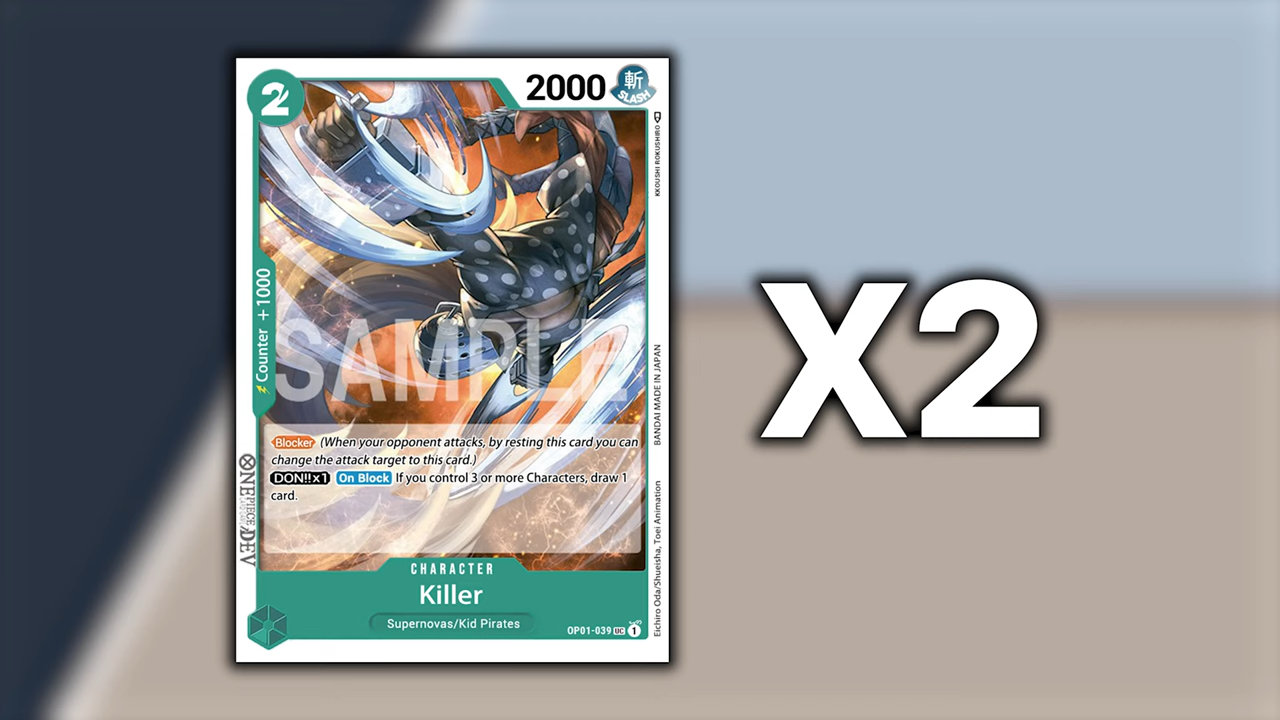 2
2000
斬
SLASH
KKOUSHI ROKUSHIRO
Counter +1000
SAMPLE
Blocker (When your opponent attacks, by resting this card you can
change the attack target to this card.)
DON!!x1 On Block If you control 3 or more Characters, draw 1
card.
BANDAI MADE IN JAPAN
ONE PIECE
/DEV
Eichiro Oda/Shueisha, Toei Animation
CHARACTER
Killer
Supernovas/Kid Pirates
OP01-039 UC 1
X2